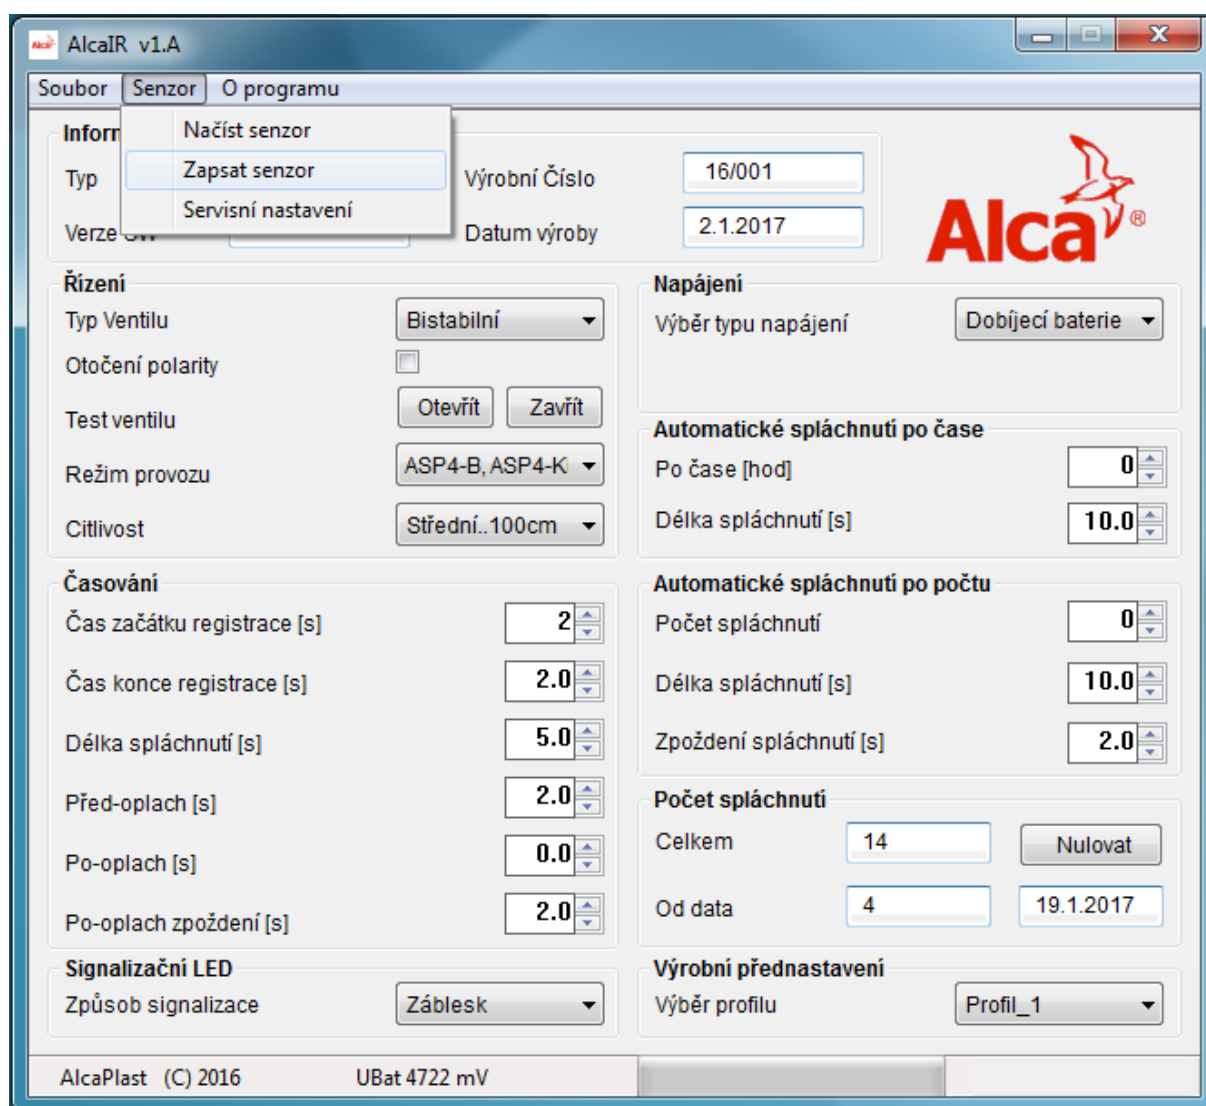 Alca AlcaIR v1.A
Soubor Senzor O programu
Načíst senzor
Zapsat senzor
Servisní nastavení
Typ
Výrobní Číslo 16/001
Verze
Datum výroby 2.1.2017
Alca®
Řízení
Typ Ventilu Bistabilní
Otočení polarity
Test ventilu Otevřít Zavřít
Režim provozu ASP4-B, ASP4-K
Citlivost Střední..100cm
Časování
Čas začátku registrace [s] 2
Čas konce registrace [s] 2.0
Délka spláchnutí [s] 5.0
Před-oplach [s] 2.0
Po-oplach [s] 0.0
Po-oplach zpoždení [s] 2.0
Signalizační LED
Způsob signalizace Záblesk
Napájení
Výběr typu napájení Dobíjecí baterie
Automatické spláchnutí po čase
Po čase [hod] 0
Délka spláchnutí [s] 10.0
Automatické spláchnutí po počtu
Počet spláchnutí 0
Délka spláchnutí [s] 10.0
Zpoždení spláchnutí [s] 2.0
Počet spláchnutí
Celkem 14 Nulovat
Od data 4 19.1.2017
Výrobní přednastavení
Výběr profilu Profil_1
AlcaPlast (C) 2016 UBat 4722 mV